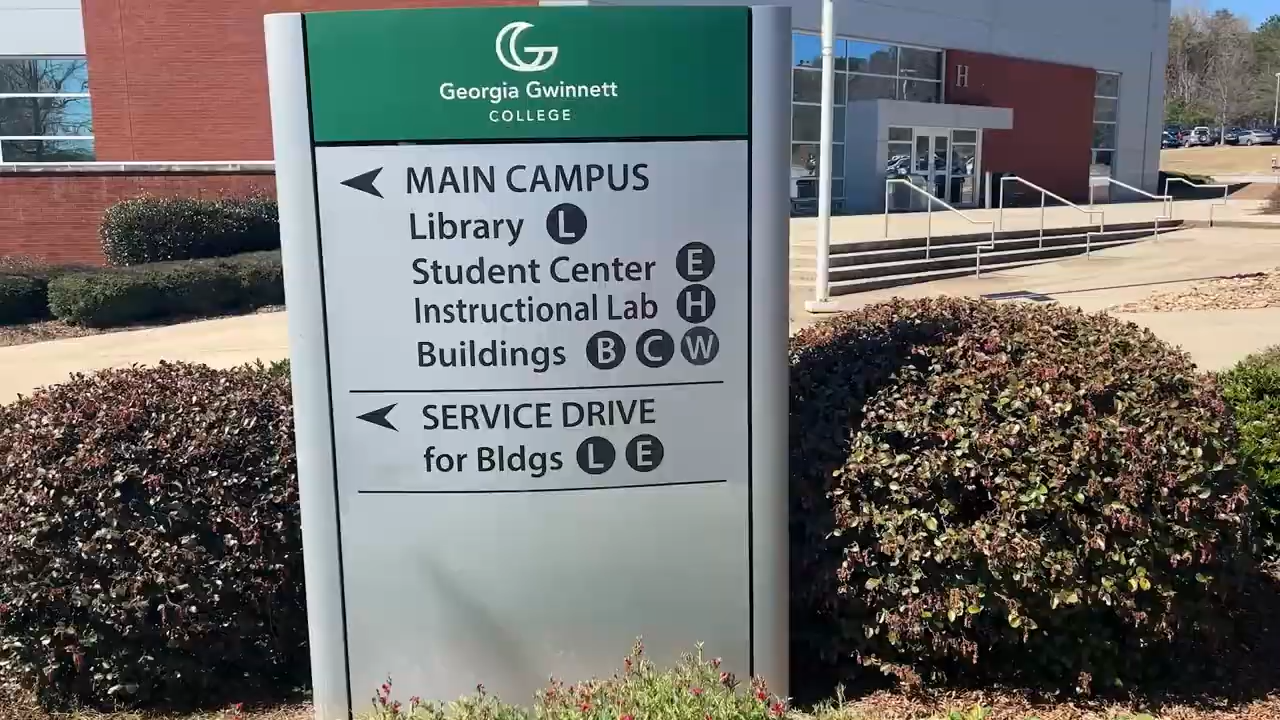 Georgia Gwinnett
COLLEGE
MAIN CAMPUS
Library L
Student Center E
Instructional Lab H
Buildings B C W
SERVICE DRIVE
for Bldgs L E
H